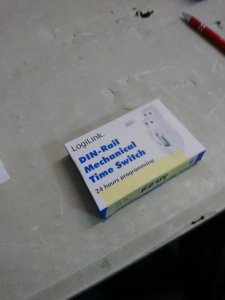 LogiLink.
DIN-Rail
Mechanical
Time Switch
24 hours programming